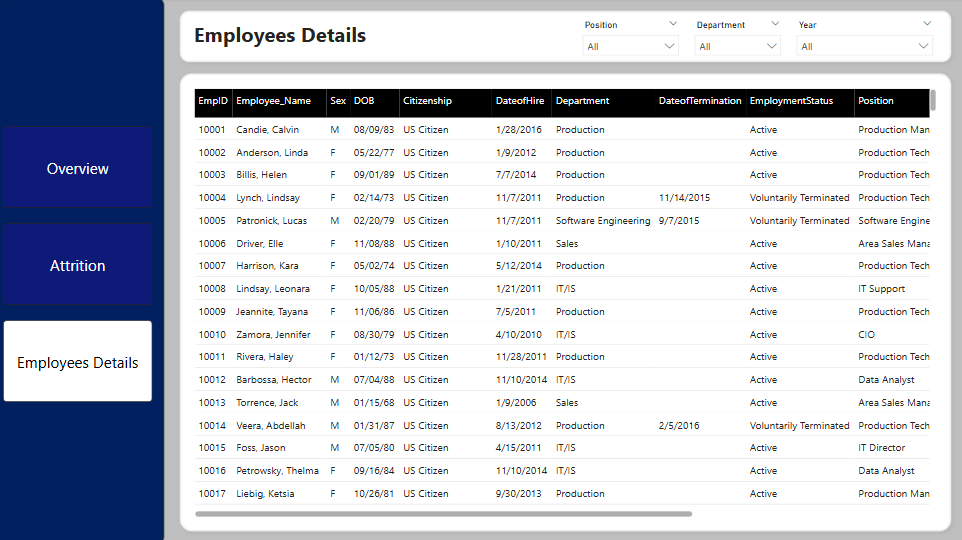 Employees Details
Position Department Year
All All All
Overview
Attrition
Employees Details
EmpID Employee_Name Sex DOB Citizenship DateofHire Department DateofTermination EmploymentStatus Position
10001 Candie, Calvin M 08/09/83 US Citizen 1/28/2016 Production Active Production Man
10002 Anderson, Linda F 05/22/77 US Citizen 1/9/2012 Production Active Production Tech
10003 Billis, Helen F 09/01/89 US Citizen 7/7/2014 Production Active Production Tech
10004 Lynch, Lindsay F 02/14/73 US Citizen 11/7/2011 Production 11/14/2015 Voluntarily Terminated Production Tech
10005 Patronick, Lucas M 02/20/79 US Citizen 11/7/2011 Software Engineering 9/7/2015 Voluntarily Terminated Software Engine
10006 Driver, Elle F 11/08/88 US Citizen 1/10/2011 Sales Active Area Sales Mana
10007 Harrison, Kara F 05/02/74 US Citizen 5/12/2014 Production Active Production Tech
10008 Lindsay, Leonara F 10/05/88 US Citizen 1/21/2011 IT/IS Active IT Support
10009 Jeannite, Tayana F 11/06/86 US Citizen 7/5/2011 Production Active Production Tech
10010 Zamora, Jennifer F 08/30/79 US Citizen 4/10/2010 IT/IS Active CIO
10011 Rivera, Haley F 01/12/73 US Citizen 11/28/2011 Production Active Production Tech
10012 Barbossa, Hector M 07/04/88 US Citizen 11/10/2014 IT/IS Active Data Analyst
10013 Torrence, Jack M 01/15/68 US Citizen 1/9/2006 Sales Active Area Sales Mana
10014 Veera, Abdellah M 01/31/87 US Citizen 8/13/2012 Production 2/5/2016 Voluntarily Terminated Production Tech
10015 Foss, Jason M 07/05/80 US Citizen 4/15/2011 IT/IS Active IT Director
10016 Petrowsky, Thelma F 09/16/84 US Citizen 11/10/2014 IT/IS Active Data Analyst
10017 Liebig, Ketsia F 10/26/81 US Citizen 9/30/2013 Production Active Production Man